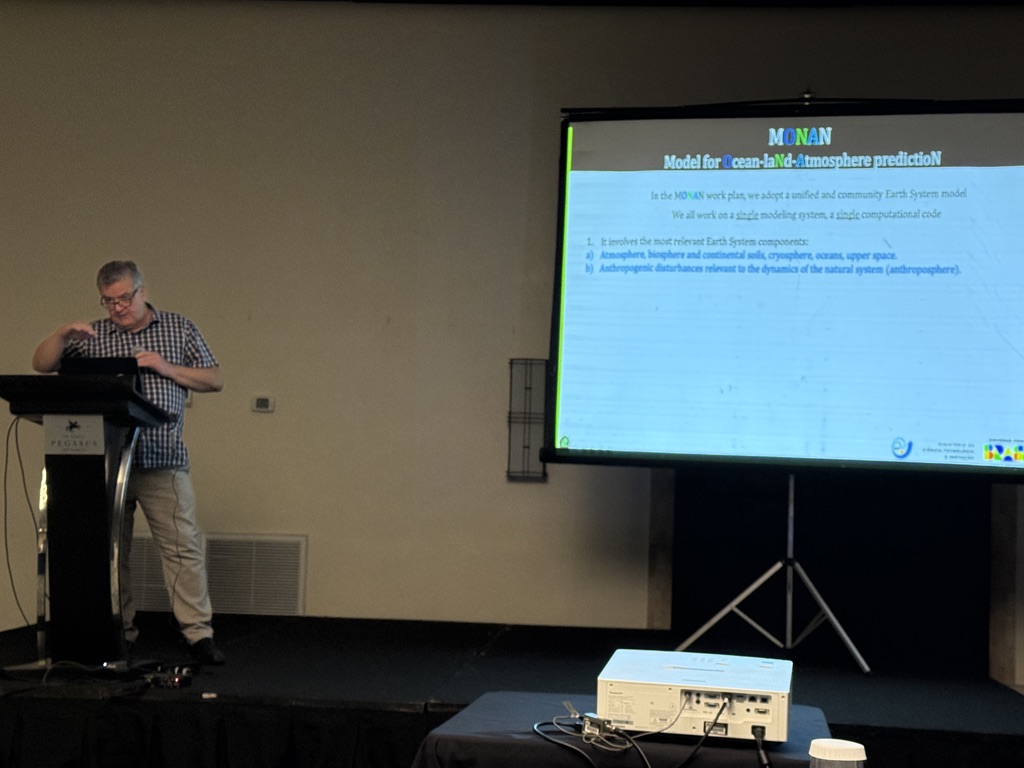 MONAN
Model for Ocean-laNd-Atmosphere predictioN
In the MONAN work plan, we adopt a unified and community Earth System model
We all work on a single modeling system, a single computational code
1. It involves the most relevant Earth System components:
a) Atmosphere, biosphere and continental soils, cryosphere, oceans, upper space.
b) Anthropogenic disturbances relevant to the dynamics of the natural system (anthroposphere).
PEGASUS